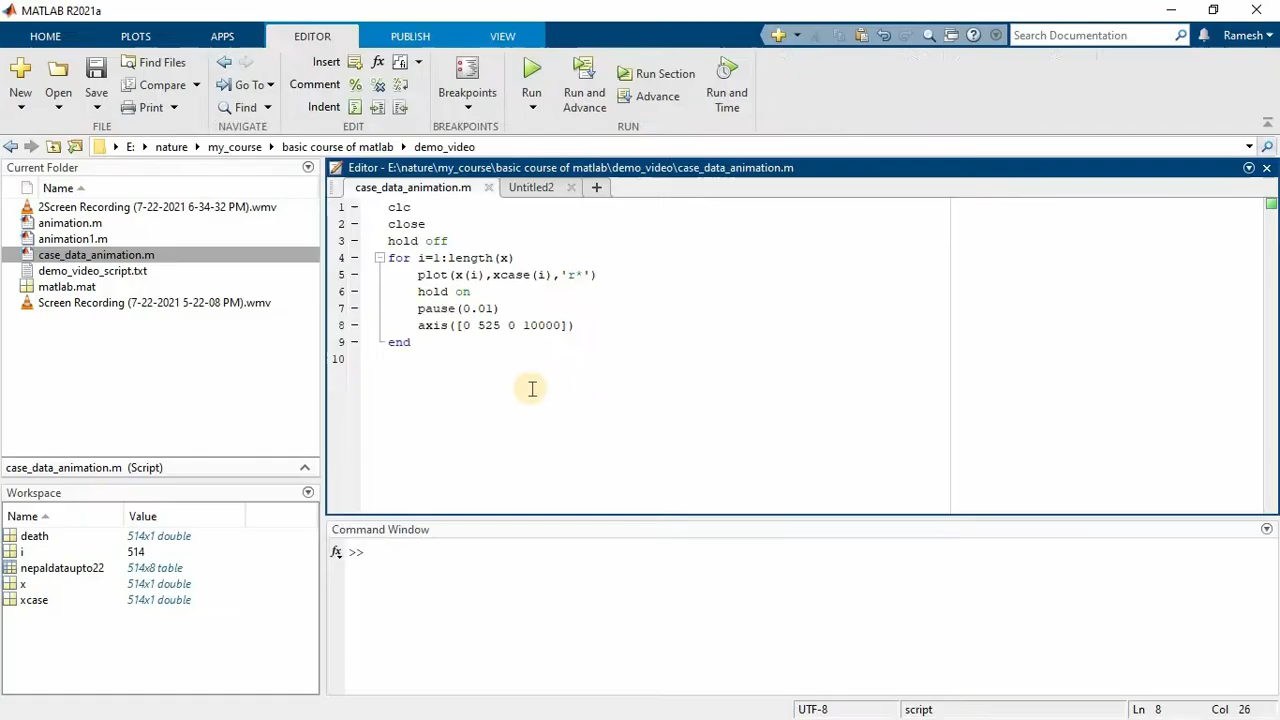 MATLAB R2021a
HOME PLOTS APPS EDITOR PUBLISH VIEW Search Documentation Ramesh
New Open Save Find Files Compare Print
FILE
Go To Find
NAVIGATE
Insert fx
Comment % %
Indent
EDIT
Breakpoints
BREAKPOINTS
Run Run and Advance Run Section Advance Run and Time
RUN
E: nature my_course basic course of matlab demo_video
Current Folder
Name
2Screen Recording (7-22-2021 6-34-32 PM).wmv
animation.m
animation1.m
case_data_animation.m
demo_video_script.txt
matlab.mat
Screen Recording (7-22-2021 5-22-08 PM).wmv
case_data_animation.m (Script)
Workspace
Name Value
death 514x1 double
i 514
nepaldataupto22 514x8 table
x 514x1 double
xcase 514x1 double
Editor - E:\nature\my_course\basic course of matlab\demo_video\case_data_animation.m
case_data_animation.m Untitled2
1 clc
2 close
3 hold off
4 for i=1:length(x)
5 plot(x(i),xcase(i),'r*')
6 hold on
7 pause(0.01)
8 axis([0 525 0 10000])
9 end
10
Command Window
fx >>
UTF-8 script Ln 8 Col 26